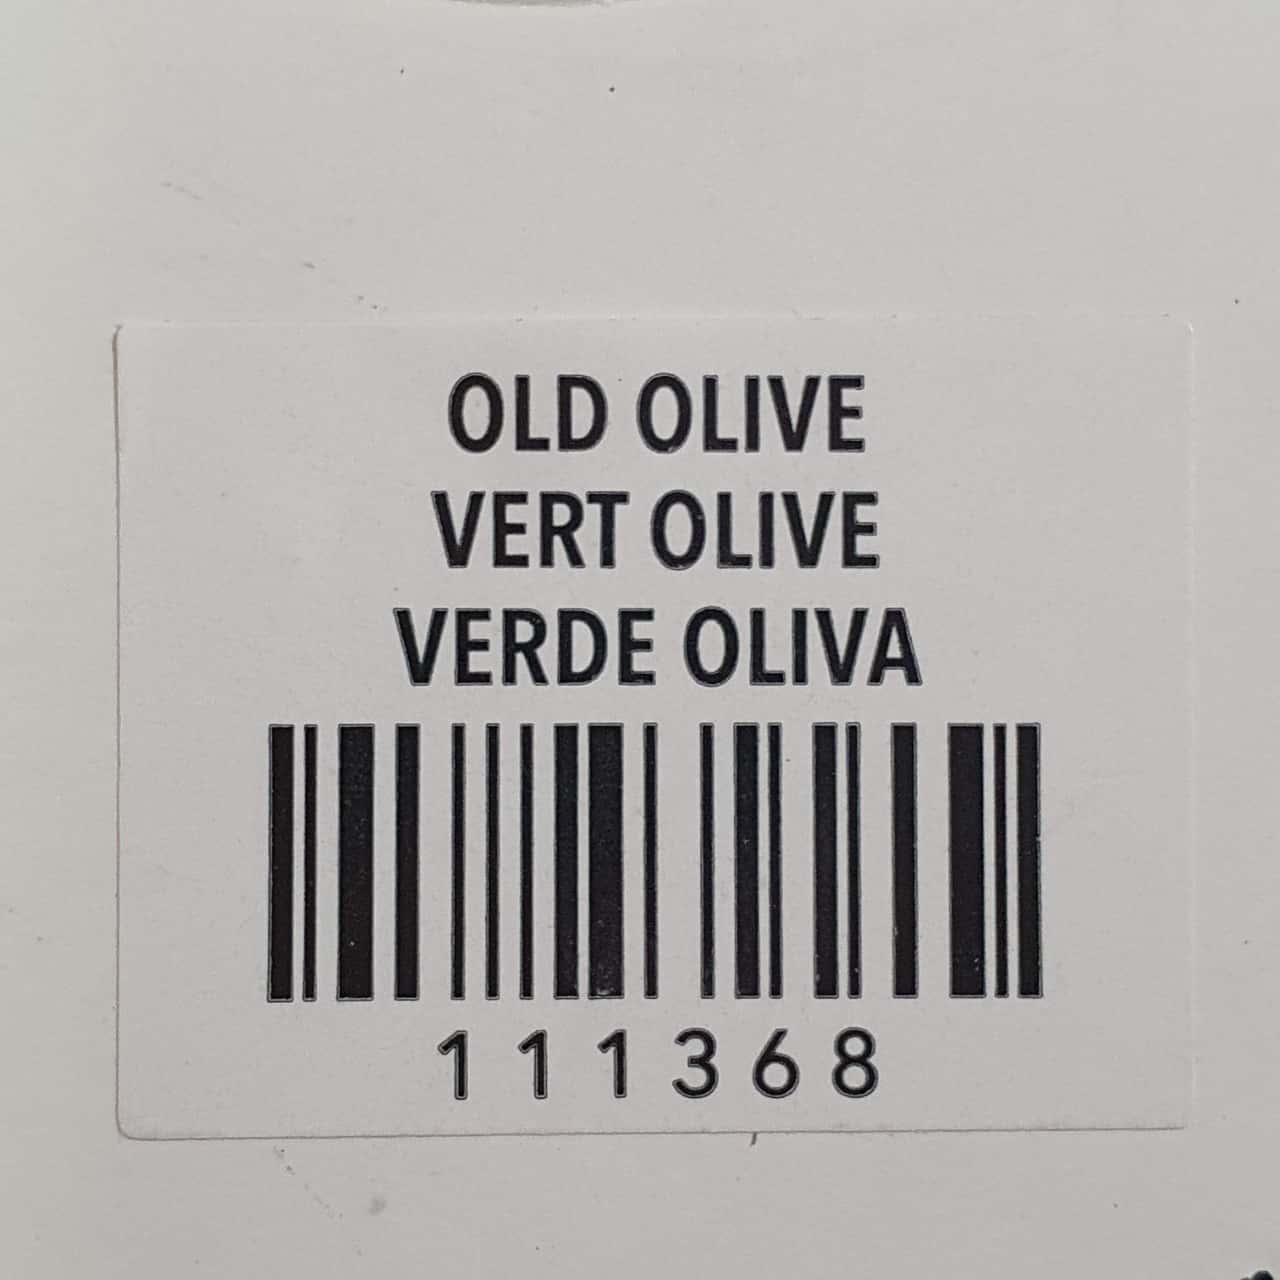 OLD OLIVE
VERT OLIVE
VERDE OLIVA
111368